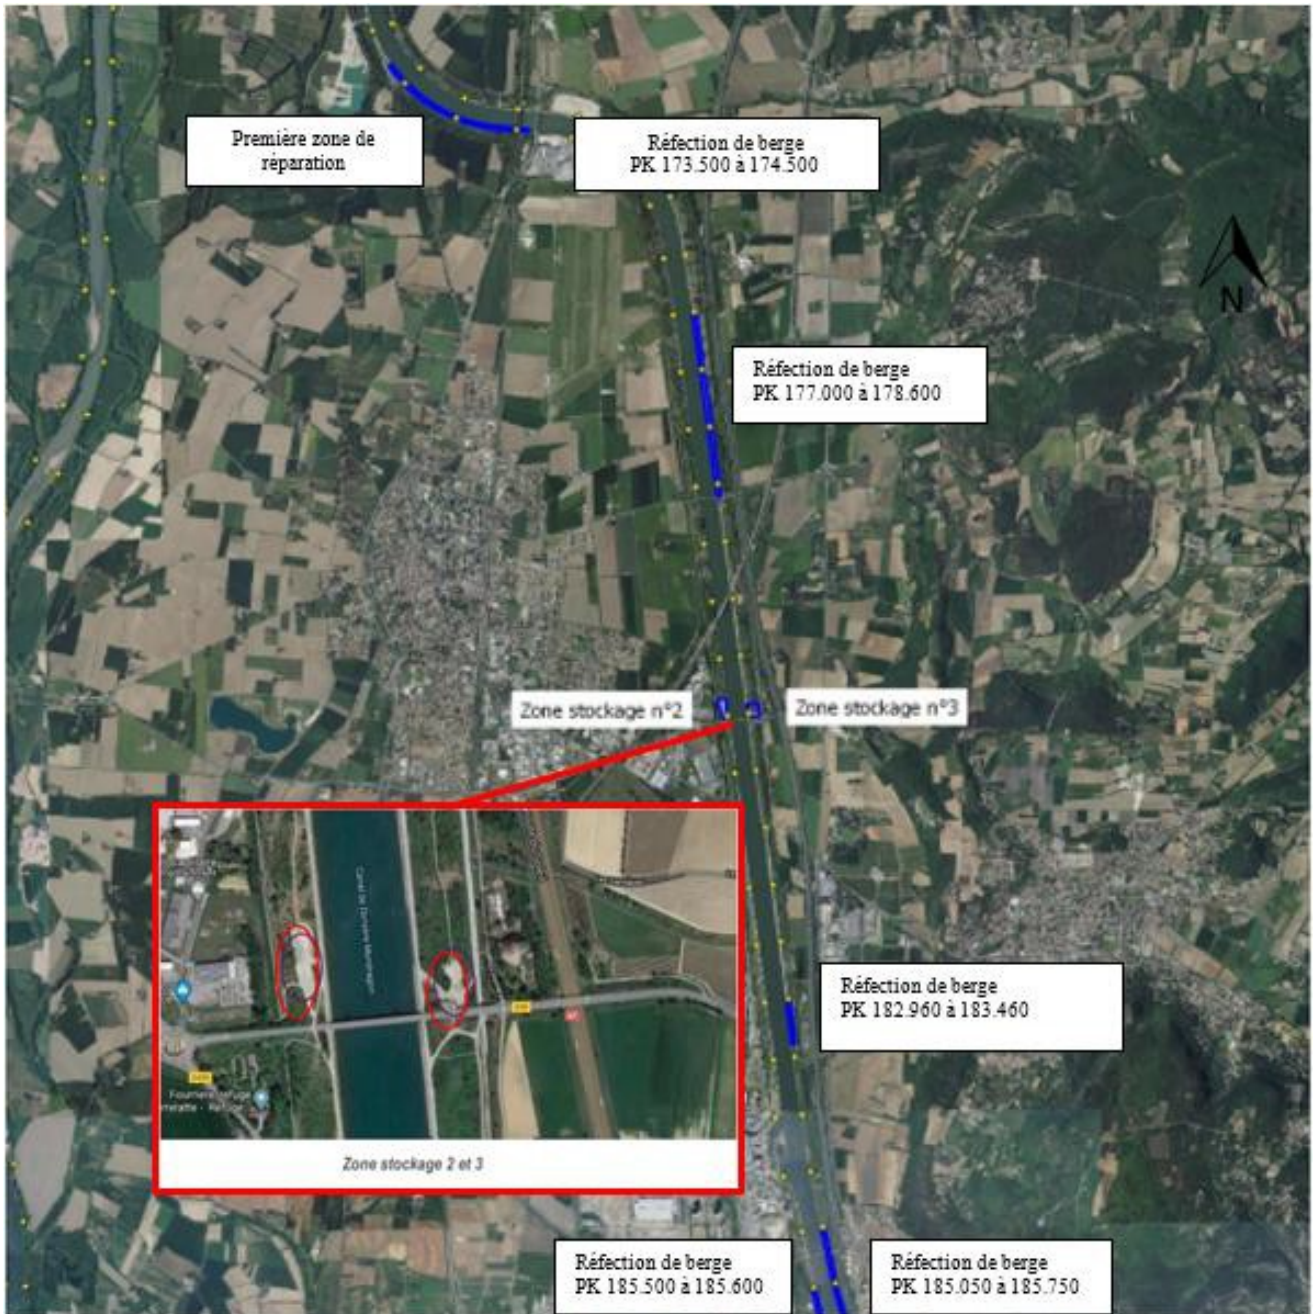 Première zone de
réparation
Réfection de berge
PK 173.500 à 174.500
N
Réfection de berge
PK 177.000 à 178.600
Zone stockage n°2
Zone stockage n°3
Réfection de berge
PK 182.960 à 183.460
Zone stockage 2 et 3
Réfection de berge
PK 185.500 à 185.600
Réfection de berge
PK 185.050 à 185.750